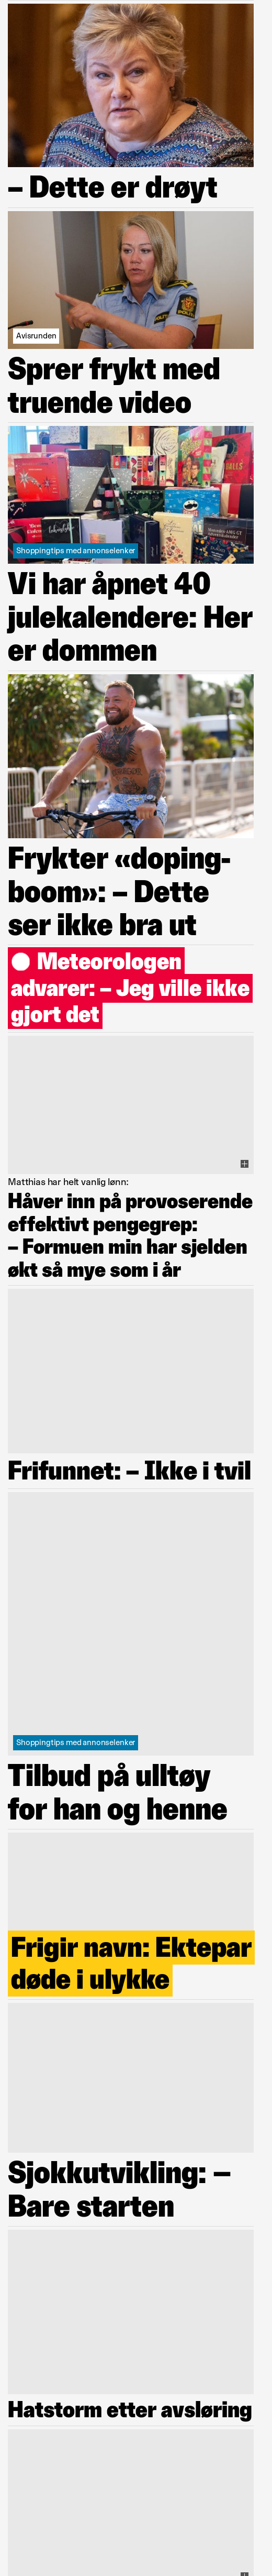 – Dette er drøyt
Avisrunden
Sprer frykt med
truende video
Shoppingtips med annonselenker
Vi har åpnet 40
julekalendere: Her
er dommen
Frykter «doping-
boom»: – Dette
ser ikke bra ut
Meteorologen
advarer: – Jeg ville ikke
gjort det
Matthias har helt vanlig lønn:
Håver inn på provoserende
effektivt pengegrep:
– Formuen min har sjelden
økt så mye som i år
Frifunnet: – Ikke i tvil
Shoppingtips med annonselenker
Tilbud på ulltøy
for han og henne
Frigir navn: Ektepar
døde i ulykke
Sjokkutvikling: –
Bare starten
Hatstorm etter avsløring